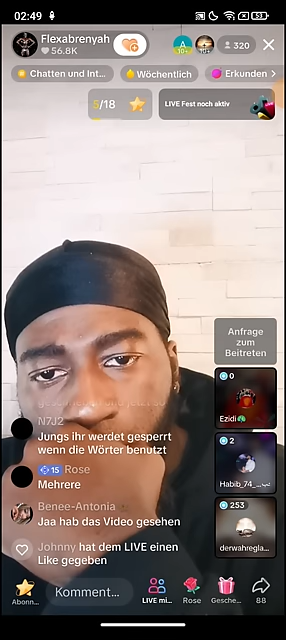 02:49
53
Flexabrenyah
56.8K
10+
10+
320
Chatten und Int...
Wöchentlich
Erkunden
5/18
LIVE Fest noch aktiv
Anfrage
zum
Beitreten
0
Ezidi
2
Habib_74_...
253
derwahregla...
N7J2
Jungs ihr werdet gesperrt
wenn die Wörter benutzt
15 Rose
Mehrere
Benee-Antonia
Jaa hab das Video gesehen
Johnny hat dem LIVE einen
Like gegeben
Abonn...
Komment...
LIVE mi...
Rose
Gesche...
88